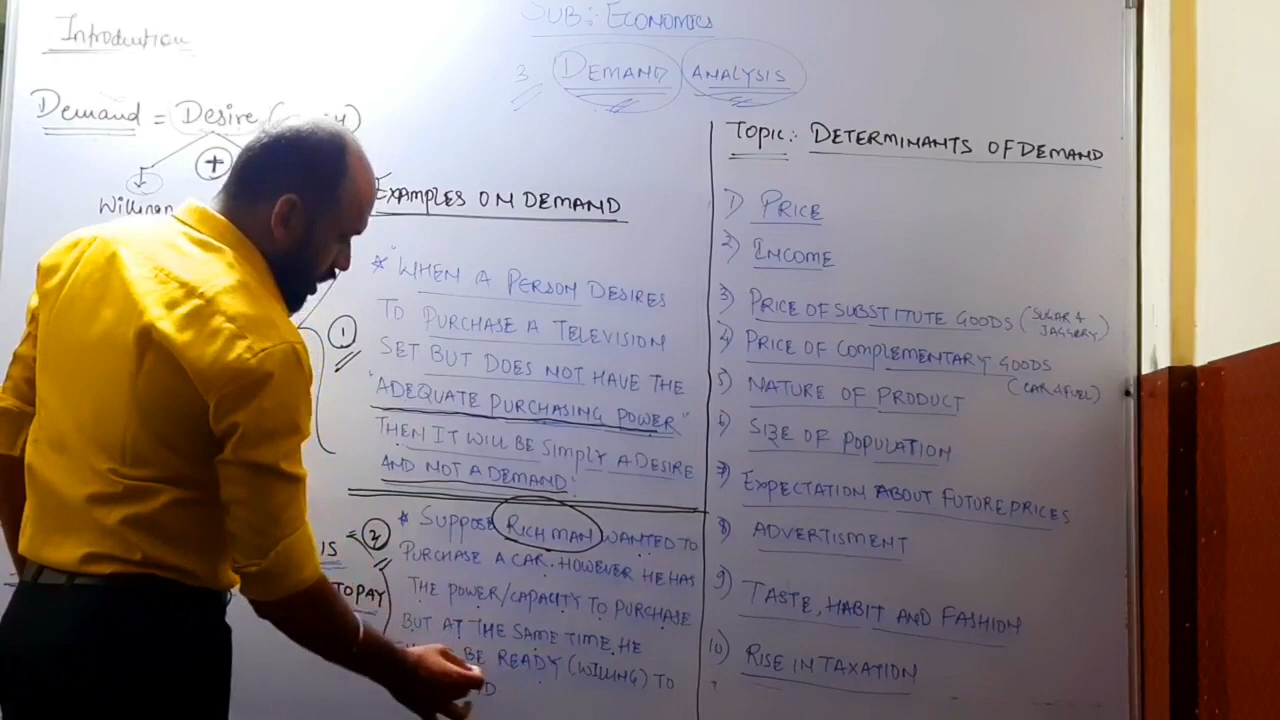 Introduction
SUB:- ECONOMICS
3. DEMAND ANALYSIS
Demand = Desire
+
EXAMPLES ON DEMAND
1
* "WHEN A PERSON DESIRES
TO PURCHASE A TELEVISION
SET BUT DOES NOT HAVE THE
"ADEQUATE PURCHASING POWER"
THEN IT WILL BE SIMPLY A DESIRE
AND NOT A DEMAND".
2
* SUPPOSE RICH MAN WANTED TO
PURCHASE A CAR. HOWEVER HE HAS
THE POWER/CAPACITY TO PURCHASE
BUT AT THE SAME TIME, HE
BE READY (WILLING) TO
IS
TO PAY
TOPIC:- DETERMINANTS OF DEMAND
1) PRICE
2) INCOME
3) PRICE OF SUBSTITUTE GOODS (SUGAR &
JAGGERY)
4) PRICE OF COMPLEMENTARY GOODS
(CAR & FUEL)
5) NATURE OF PRODUCT
6) SIZE OF POPULATION
7) EXPECTATION ABOUT FUTURE PRICES
8) ADVERTISMENT
9) TASTE, HABIT AND FASHION
10) RISE IN TAXATION